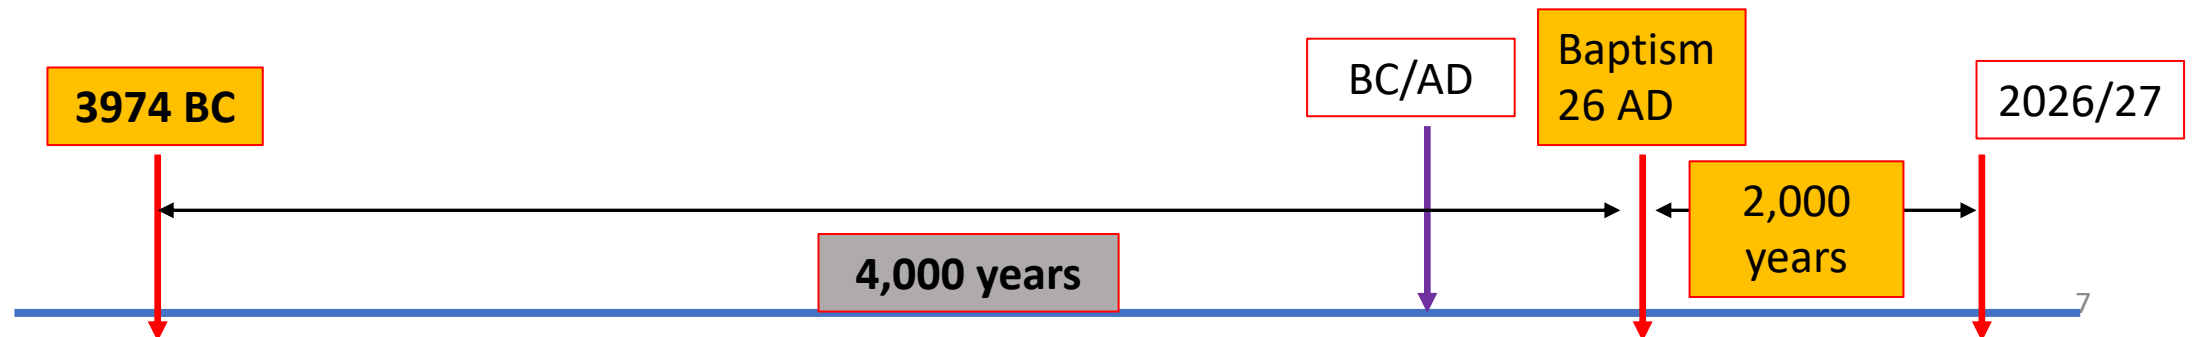 3974 BC
BC/AD
Baptism
26 AD
2026/27
2,000
years
4,000 years
7